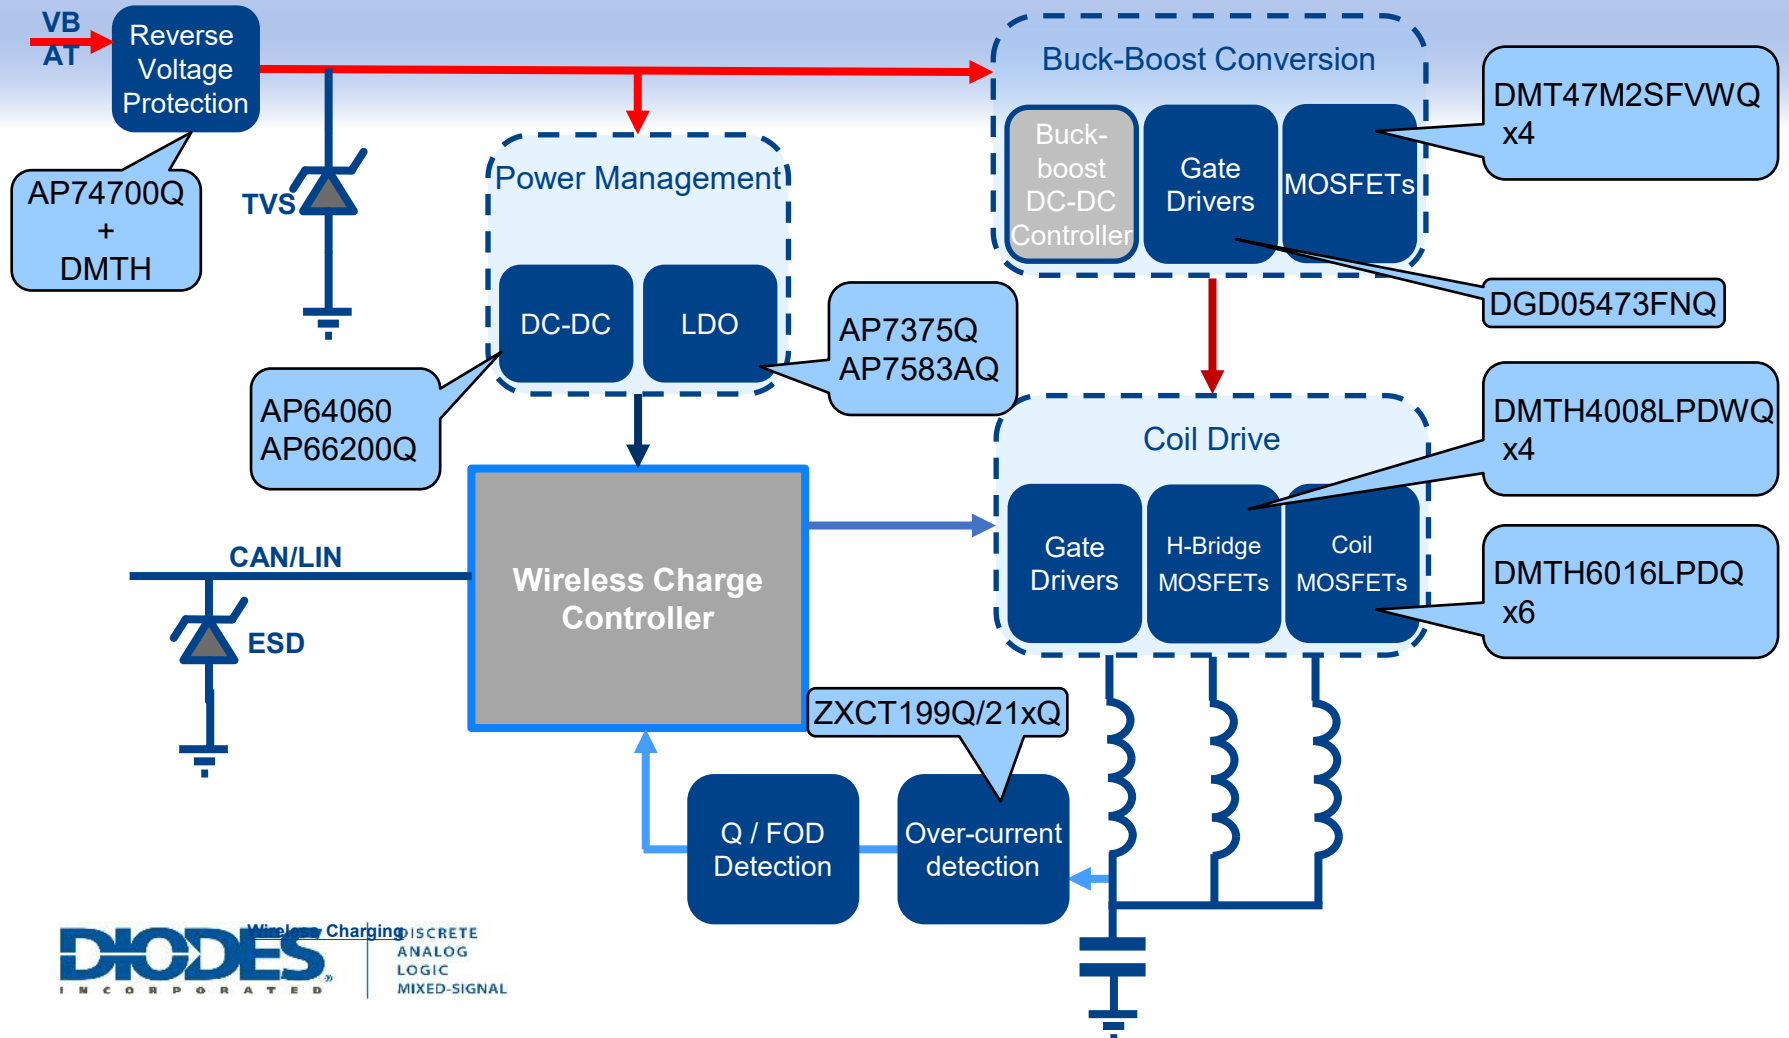 VB
AT
Reverse
Voltage
Protection
AP74700Q
+
DMTH
TVS
Power Management
DC-DC
LDO
AP64060
AP66200Q
AP7375Q
AP7583AQ
Buck-Boost Conversion
Buck-
boost
DC-DC
Controller
Gate
Drivers
MOSFETs
DMT47M2SFVWQ
x4
DGD05473FNQ
Coil Drive
Gate
Drivers
H-Bridge
MOSFETs
Coil
MOSFETs
DMTH4008LPDWQ
x4
DMTH6016LPDQ
x6
CAN/LIN
ESD
Wireless Charge
Controller
ZXCT199Q/21xQ
Q / FOD
Detection
Over-current
detection
Wireless Charging
DIODES
®
INCORPORATED
DISCRETE
ANALOG
LOGIC
MIXED-SIGNAL